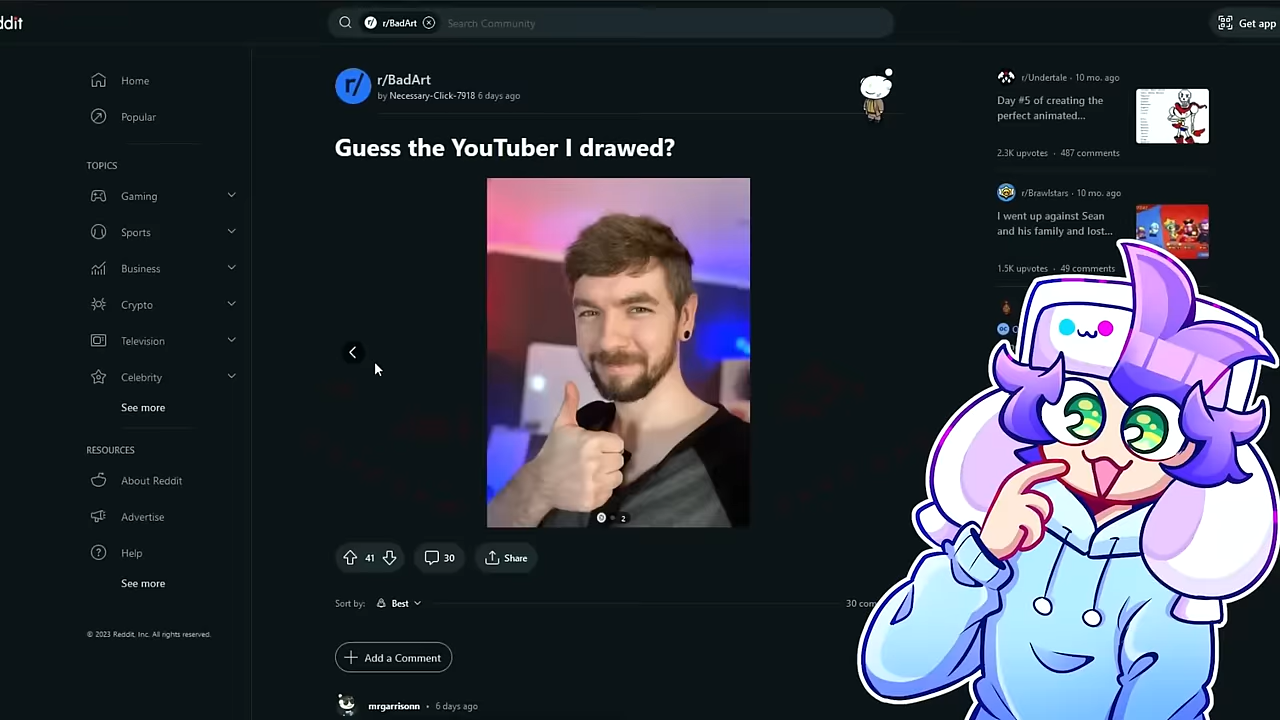 ddit
r/BadArt
Search Community
Get app
Home
Popular
TOPICS
Gaming
Sports
Business
Crypto
Television
Celebrity
See more
RESOURCES
About Reddit
Advertise
Help
See more
© 2023 Reddit, Inc. All rights reserved.
r/
r/BadArt
by Necessary-Click-7918 6 days ago
Guess the YouTuber I drawed?
2
41
30
Share
Sort by:
Best
30 com
Add a Comment
mrgarrisonn • 6 days ago
r/Undertale · 10 mo. ago
Day #5 of creating the
perfect animated...
2.3K upvotes · 487 comments
r/Brawlstars · 10 mo. ago
I went up against Sean
and his family and lost...
1.5K upvotes · 49 comments